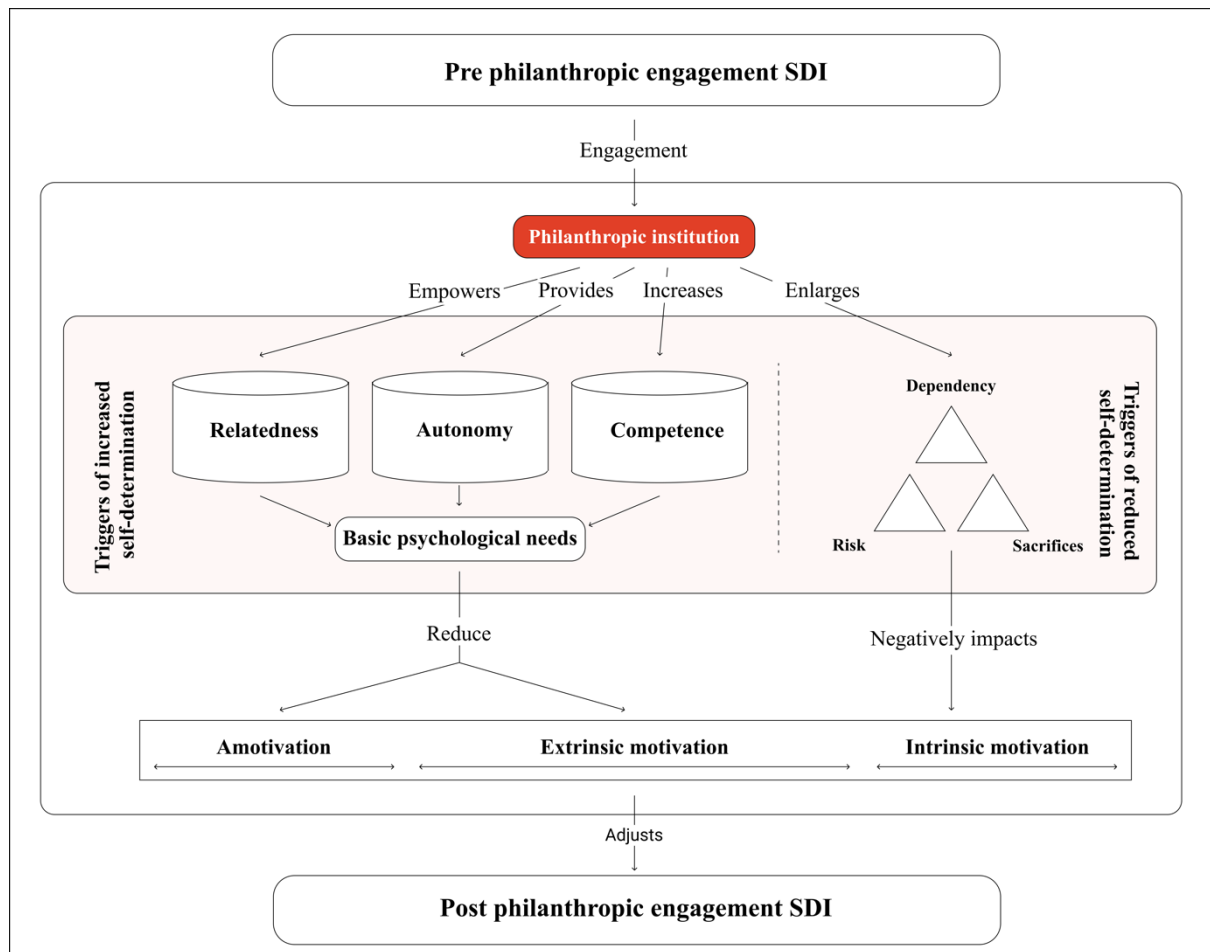 Pre philanthropic engagement SDI
Engagement
Philanthropic institution
Empowers
Provides
Increases
Enlarges
Triggers of increased
self-determination
Relatedness
Autonomy
Competence
Basic psychological needs
Dependency
Risk
Sacrifices
Triggers of reduced
self-determination
Reduce
Negatively impacts
Amotivation
Extrinsic motivation
Intrinsic motivation
Adjusts
Post philanthropic engagement SDI